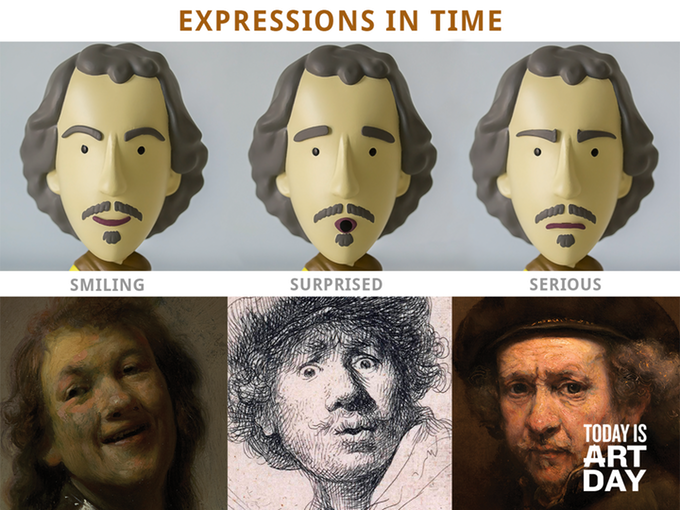 EXPRESSIONS IN TIME
SMILING
SURPRISED
SERIOUS
TODAY IS
ART
DAY